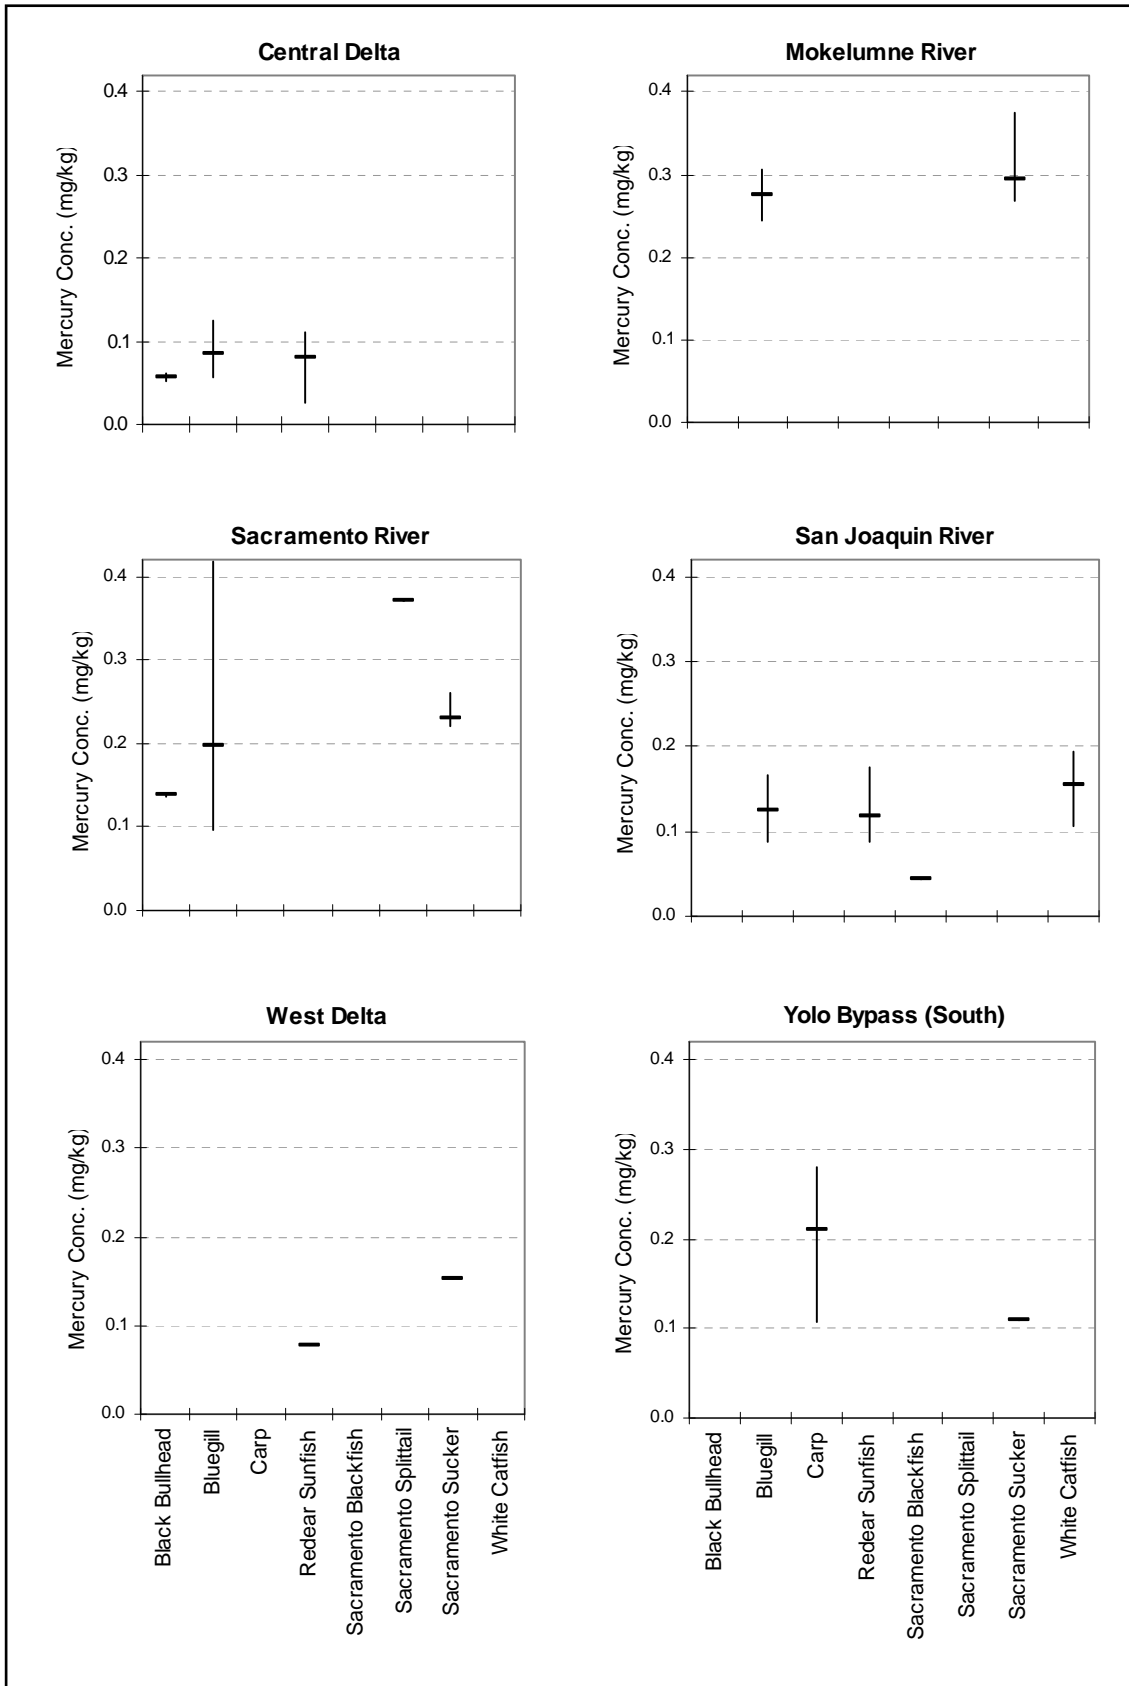 Central Delta
Mercury Conc. (mg/kg)
0.4
0.3
0.2
0.1
0.0
Mokelumne River
Mercury Conc. (mg/kg)
0.4
0.3
0.2
0.1
0.0
Sacramento River
Mercury Conc. (mg/kg)
0.4
0.3
0.2
0.1
0.0
San Joaquin River
Mercury Conc. (mg/kg)
0.4
0.3
0.2
0.1
0.0
West Delta
Mercury Conc. (mg/kg)
0.4
0.3
0.2
0.1
0.0
Black Bullhead
Bluegill
Carp
Redear Sunfish
Sacramento Blackfish
Sacramento Splittail
Sacramento Sucker
White Catfish
Yolo Bypass (South)
Mercury Conc. (mg/kg)
0.4
0.3
0.2
0.1
0.0
Black Bullhead
Bluegill
Carp
Redear Sunfish
Sacramento Blackfish
Sacramento Splittail
Sacramento Sucker
White Catfish